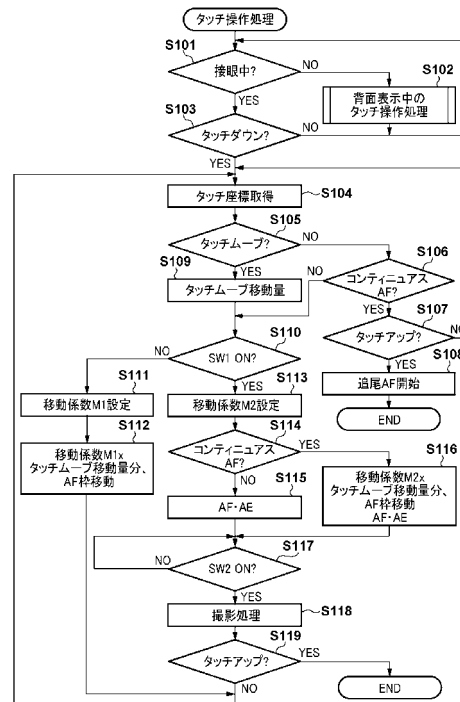 タッチ操作処理
S101
接眼中?
NO
S102
YES
背面表示中の
タッチ操作処理
S103
タッチダウン?
NO
YES
タッチ座標取得
S104
S105
タッチムーブ?
NO
S109
YES
S106
タッチムーブ移動量
NO
コンティニュアス
AF?
YES
S107
S110
タッチアップ?
NO
NO
SW1 ON?
YES
S108
S111
YES
S113
追尾AF開始
移動係数M1設定
移動係数M2設定
END
S112
S114
移動係数M1x
タッチムーブ移動量分、
AF枠移動
コンティニュアス
AF?
YES
S116
NO
S115
移動係数M2x
タッチムーブ移動量分、
AF枠移動
AF・AE
AF・AE
S117
NO
SW2 ON?
YES
撮影処理
S118
S119
タッチアップ?
YES
NO
END